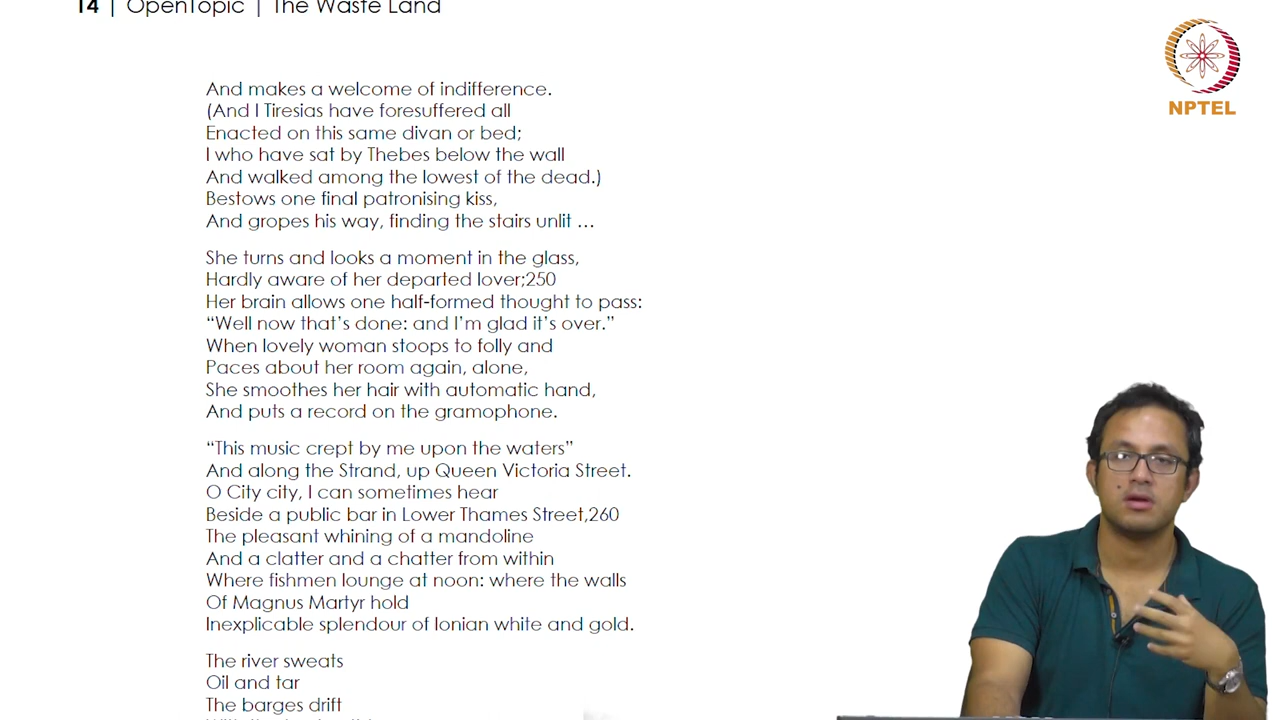 14 | OpenTopic | The Waste Land
NPTEL
And makes a welcome of indifference.
(And I Tiresias have foresuffered all
Enacted on this same divan or bed;
I who have sat by Thebes below the wall
And walked among the lowest of the dead.)
Bestows one final patronising kiss,
And gropes his way, finding the stairs unlit …
She turns and looks a moment in the glass,
Hardly aware of her departed lover;250
Her brain allows one half-formed thought to pass:
“Well now that’s done: and I’m glad it’s over.”
When lovely woman stoops to folly and
Paces about her room again, alone,
She smoothes her hair with automatic hand,
And puts a record on the gramophone.
“This music crept by me upon the waters”
And along the Strand, up Queen Victoria Street.
O City city, I can sometimes hear
Beside a public bar in Lower Thames Street,260
The pleasant whining of a mandoline
And a clatter and a chatter from within
Where fishmen lounge at noon: where the walls
Of Magnus Martyr hold
Inexplicable splendour of Ionian white and gold.
The river sweats
Oil and tar
The barges drift